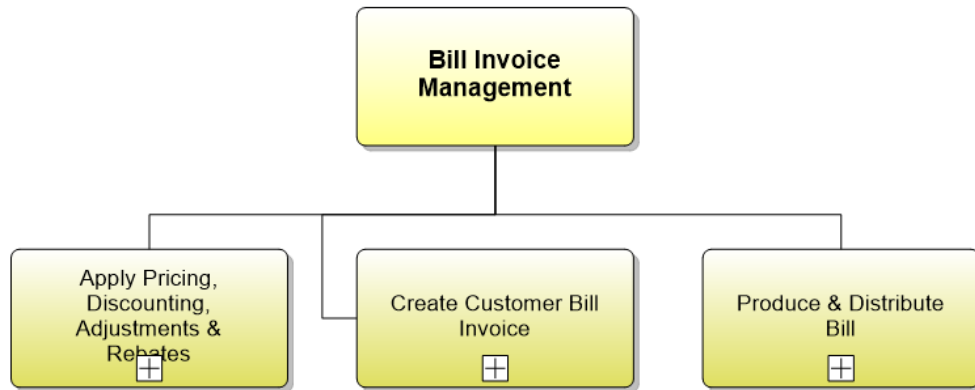 Bill Invoice
Management
Apply Pricing,
Discounting,
Adjustments &
Rebates
Create Customer Bill
Invoice
Produce & Distribute
Bill